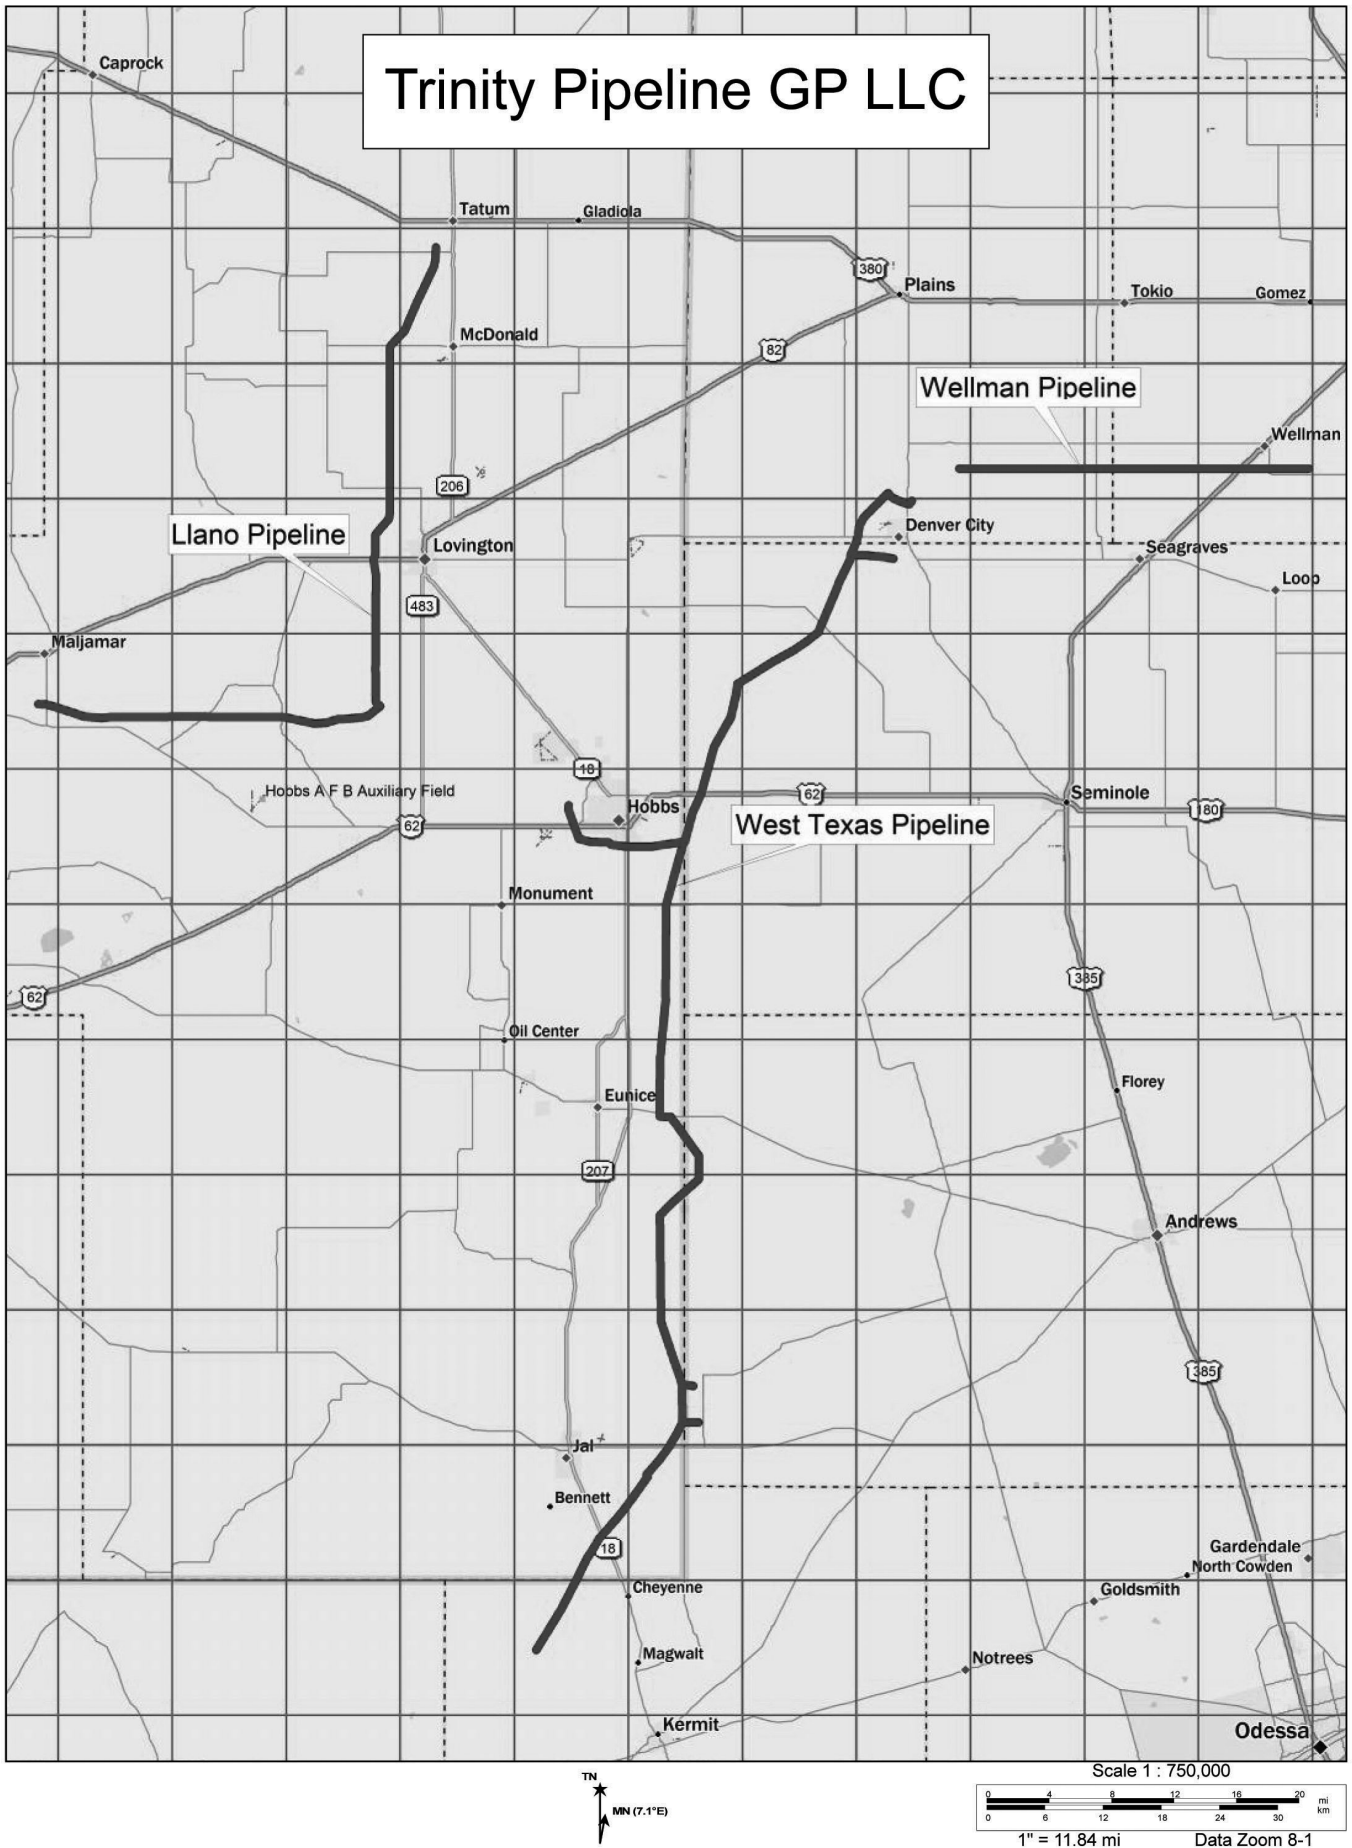 Trinity Pipeline GP LLC
Caprock
Tatum
Gladiola
380
Plains
Tokio
Gomez
McDonald
82
Wellman Pipeline
Wellman
206
Llano Pipeline
Lovington
Denver City
Seagraves
Loop
483
Maljamar
18
Hobbs A F B Auxiliary Field
62
Hobbs
62
Seminole
180
West Texas Pipeline
Monument
62
385
Oil Center
Florey
Eunice
207
Andrews
385
Jal
Bennett
18
Gardendale
North Cowden
Cheyenne
Goldsmith
Magwalt
Notrees
Kermit
Odessa
TN
MN (7.1°E)
Scale 1 : 750,000
0 4 8 12 16 20 mi
0 6 12 18 24 30 km
1" = 11.84 mi Data Zoom 8-1